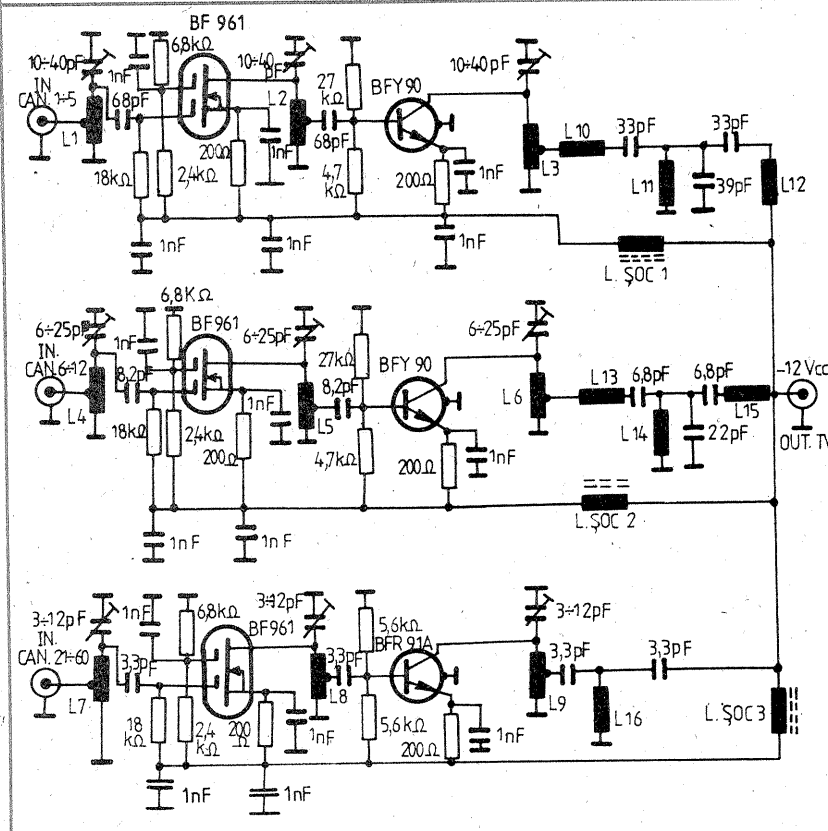 BF 961
6,8kΩ
10÷40pF
1nF
IN
CAN. 1÷5
68pF
L1
18kΩ
2,4kΩ
200Ω
1nF
10÷40
pF
L2
68pF
27
kΩ
4,7
kΩ
BFY 90
200Ω
1nF
10÷40pF
L3
L10
33pF
33pF
L11
39pF
L12
1nF
1nF
1nF
L. ŞOC 1
6,8KΩ
6÷25pF
1nF
BF961
IN.
CAN. 6÷12
8,2pF
L4
18kΩ
2,4kΩ
200Ω
1nF
6÷25pF
L5
8,2pF
27kΩ
4,7kΩ
BFY 90
200Ω
1nF
6÷25pF
L6
L13
6,8pF
6,8pF
L14
22pF
L15
-12 Vcc
OUT. TV
1nF
1nF
L.ŞOC 2
3÷12pF
1nF
6,8kΩ
BF961
IN.
CAN. 21÷60
3,3pF
L7
18
kΩ
2,4
kΩ
200
Ω
1nF
3÷12pF
3,3pF
L8
5,6kΩ
BFR 91A
5,6kΩ
200Ω
1nF
3÷12pF
3,3pF
L9
L16
3,3pF
L. ŞOC3
1nF
1nF